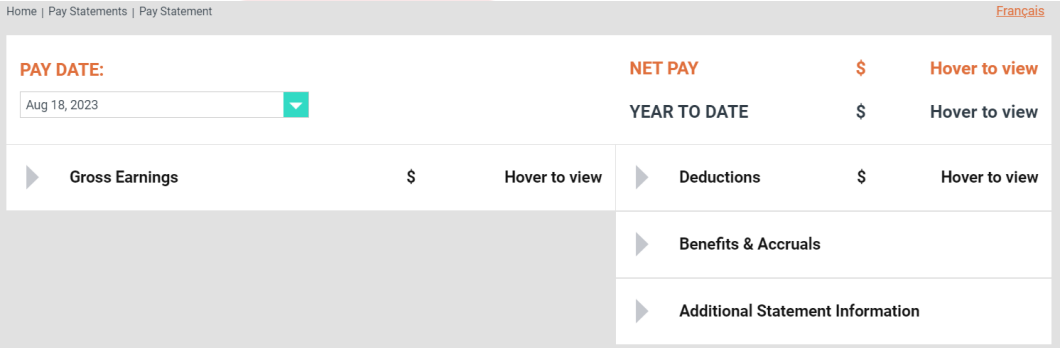 Home | Pay Statements | Pay Statement
Français
PAY DATE:
Aug 18, 2023
NET PAY $ Hover to view
YEAR TO DATE $ Hover to view
Gross Earnings $ Hover to view
Deductions $ Hover to view
Benefits & Accruals
Additional Statement Information